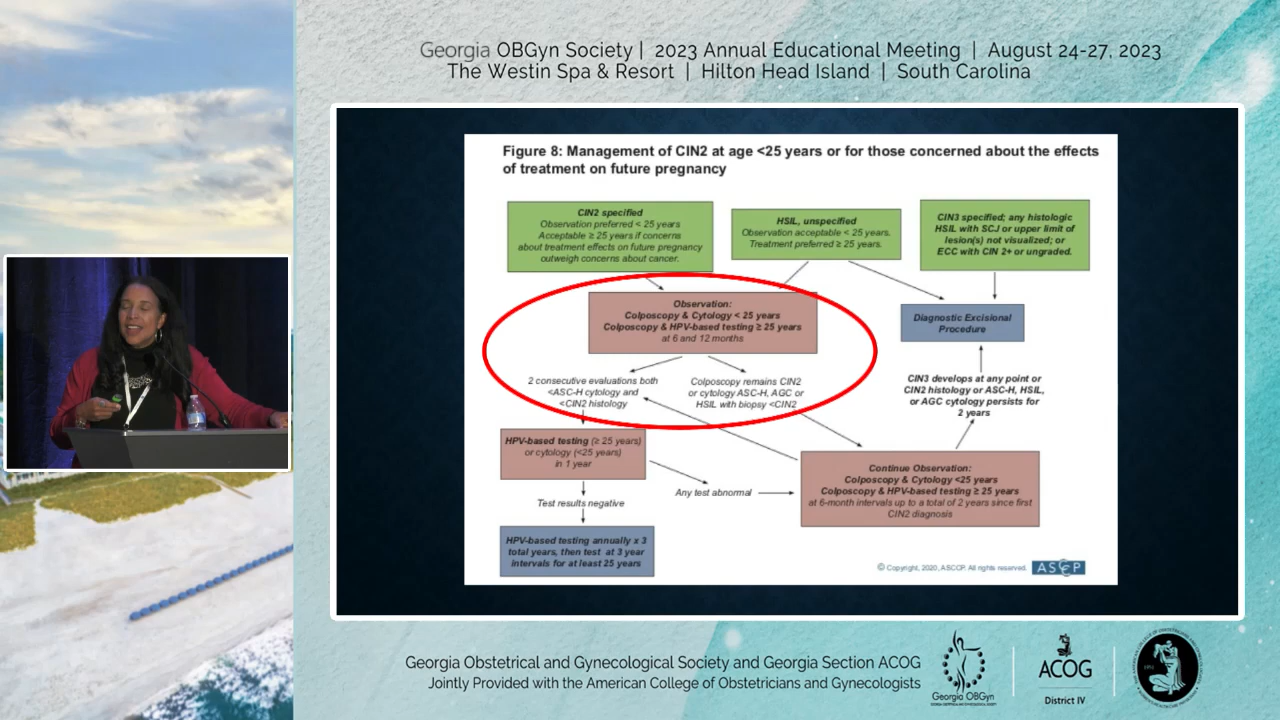 Georgia OBGyn Society | 2023 Annual Educational Meeting | August 24-27, 2023
The Westin Spa & Resort | Hilton Head Island | South Carolina
Figure 8: Management of CIN2 at age <25 years or for those concerned about the effects
of treatment on future pregnancy
CIN2 specified
Observation preferred < 25 years
Acceptable ≥ 25 years if concerns
about treatment effects on future pregnancy
outweigh concerns about cancer.
HSIL, unspecified
Observation acceptable < 25 years.
Treatment preferred ≥ 25 years.
CIN3 specified; any histologic
HSIL with SCJ or upper limit of
lesion(s) not visualized; or
ECC with CIN 2+ or ungraded.
Observation:
Colposcopy & Cytology < 25 years
Colposcopy & HPV-based testing ≥ 25 years
at 6 and 12 months
Diagnostic Excisional
Procedure
2 consecutive evaluations both
<ASC-H cytology and
<CIN2 histology
Colposcopy remains CIN2
or cytology ASC-H, AGC or
HSIL with biopsy <CIN2
CIN3 develops at any point or
CIN2 histology or ASC-H, HSIL,
or AGC cytology persists for
2 years
HPV-based testing (≥ 25 years)
or cytology (<25 years)
in 1 year
Any test abnormal
Continue Observation:
Colposcopy & Cytology <25 years
Colposcopy & HPV-based testing ≥ 25 years
at 6-month intervals up to a total of 2 years since first
CIN2 diagnosis
Test results negative
HPV-based testing annually x 3
total years, then test at 3 year
intervals for at least 25 years
© Copyright, 2020, ASCCP. All rights reserved.
ASCCP
Georgia Obstetrical and Gynecological Society and Georgia Section ACOG
Jointly Provided with the American College of Obstetricians and Gynecologists
Georgia OBGyn
ACOG
District IV
1951